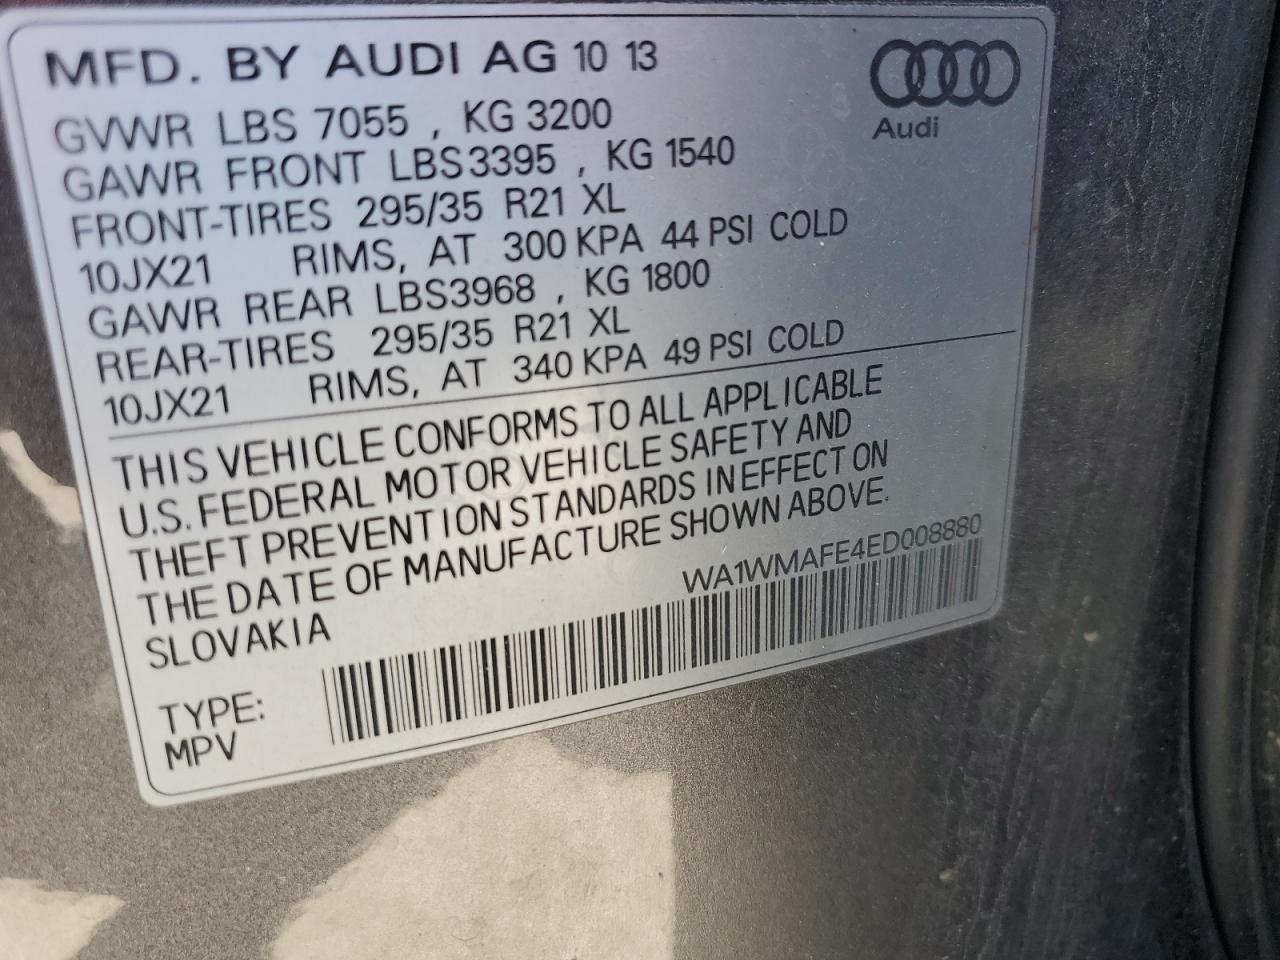 MFD. BY AUDI AG 10 13
Audi
GVWR LBS 7055 , KG 3200
GAWR FRONT LBS3395 , KG 1540
FRONT-TIRES 295/35 R21 XL
10JX21 RIMS, AT 300 KPA 44 PSI COLD
GAWR REAR LBS3968 , KG 1800
REAR-TIRES 295/35 R21 XL
10JX21 RIMS, AT 340 KPA 49 PSI COLD
THIS VEHICLE CONFORMS TO ALL APPLICABLE
U.S. FEDERAL MOTOR VEHICLE SAFETY AND
THEFT PREVENTION STANDARDS IN EFFECT ON
THE DATE OF MANUFACTURE SHOWN ABOVE.
SLOVAKIA
WA1WMAFE4ED008880
TYPE:
MPV